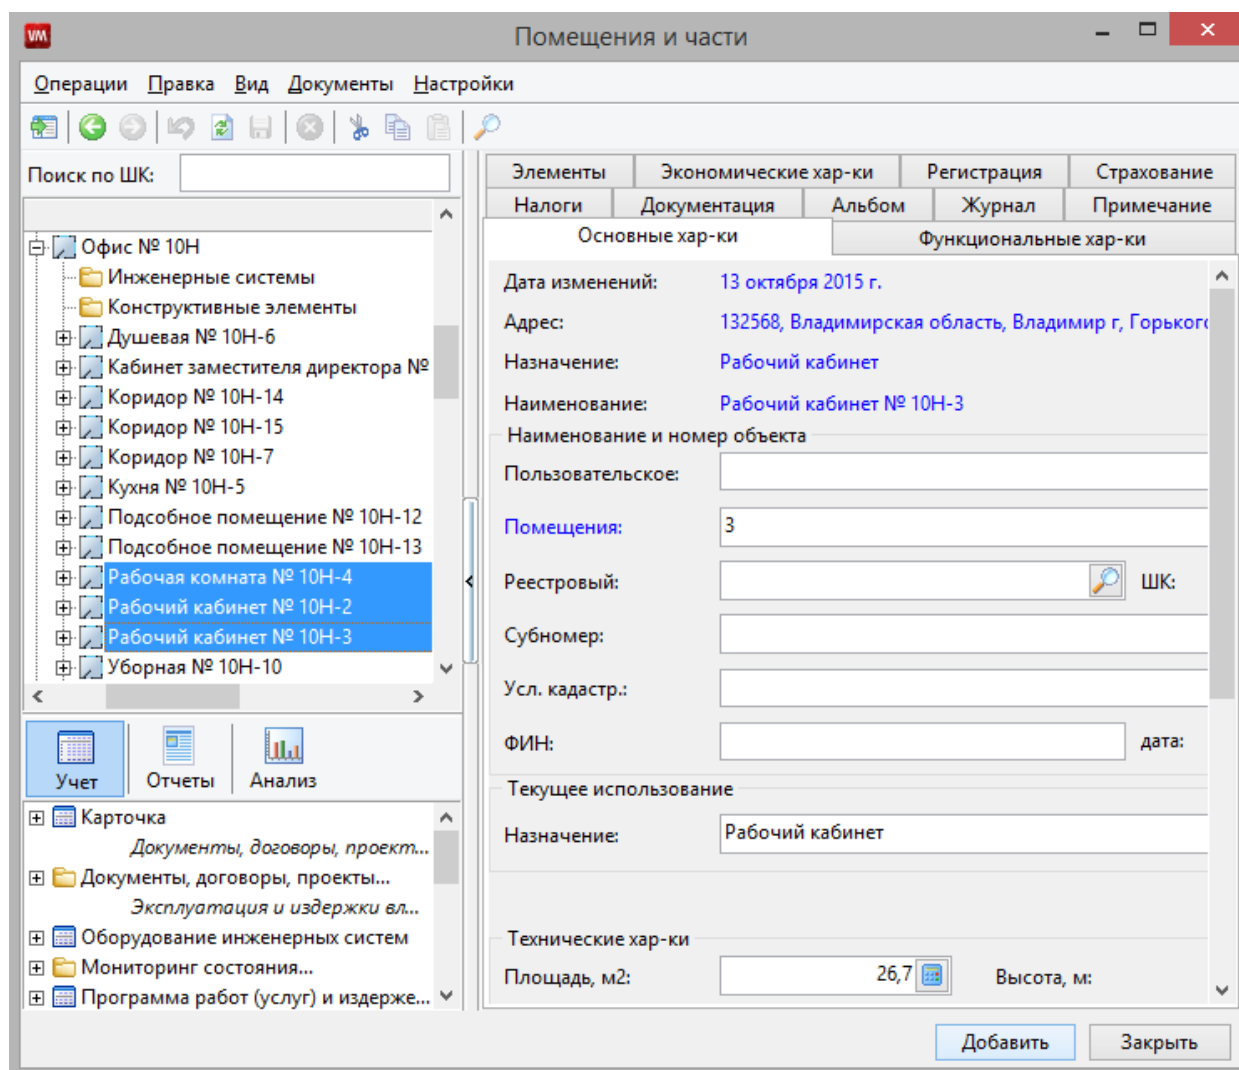 VM
Помещения и части
Операции Правка Вид Документы Настройки
Поиск по ШК:
Офис № 10Н
Инженерные системы
Конструктивные элементы
Душевая № 10Н-6
Кабинет заместителя директора №
Коридор № 10Н-14
Коридор № 10Н-15
Коридор № 10Н-7
Кухня № 10Н-5
Подсобное помещение № 10Н-12
Подсобное помещение № 10Н-13
Рабочая комната № 10Н-4
Рабочий кабинет № 10Н-2
Рабочий кабинет № 10Н-3
Уборная № 10Н-10
Учет Отчеты Анализ
Карточка
Документы, договоры, проект...
Документы, договоры, проекты...
Эксплуатация и издержки вл...
Оборудование инженерных систем
Мониторинг состояния...
Программа работ (услуг) и издерже...
Элементы Экономические хар-ки Регистрация Страхование
Налоги Документация Альбом Журнал Примечание
Основные хар-ки Функциональные хар-ки
Дата изменений: 13 октября 2015 г.
Адрес: 132568, Владимирская область, Владимир г, Горького
Назначение: Рабочий кабинет
Наименование: Рабочий кабинет № 10Н-3
Наименование и номер объекта
Пользовательское:
Помещения: 3
Реестровый: ШК:
Субномер:
Усл. кадастр.:
ФИН: дата:
Текущее использование
Назначение: Рабочий кабинет
Технические хар-ки
Площадь, м2: 26,7 Высота, м:
Добавить Закрыть